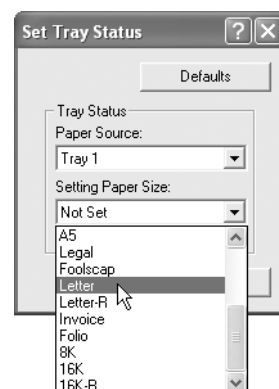 Set Tray Status
Defaults
Tray Status
Paper Source:
Tray 1
Setting Paper Size:
Not Set
A5
Legal
Foolscap
Letter
Letter-R
Invoice
Folio
8K
16K
16K-R